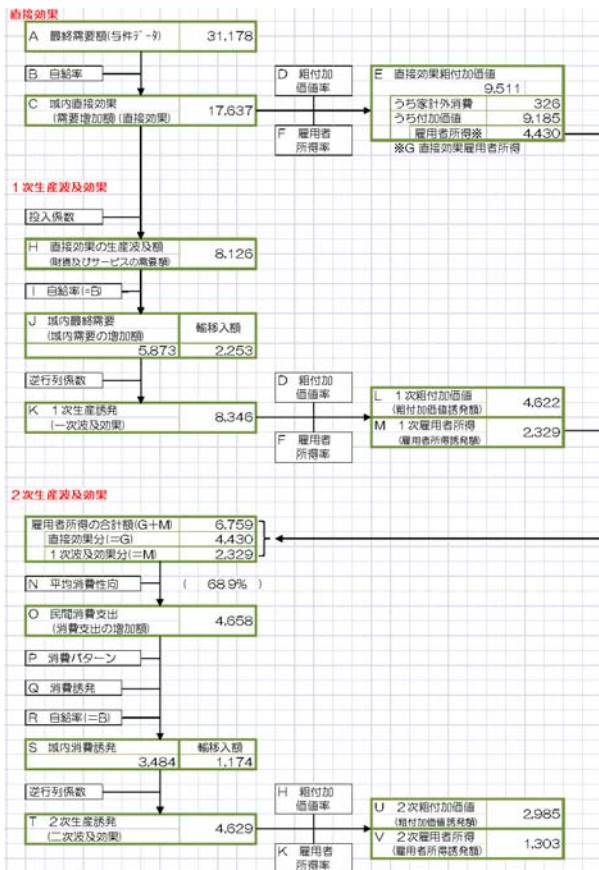 直接効果
A 最終需要額(与件データ) 31,178
B 自給率
D 粗付加
価値率
E 直接効果粗付加価値
9,511
C 域内直接効果
(需要増加額)(直接効果) 17,637
うち家計外消費 326
うち付加価値 9,185
雇用者所得※ 4,430
F 雇用者
所得率
※G 直接効果雇用者所得
1次生産波及効果
投入係数
H 直接効果の生産波及額
(財貨及びサービスの需要額) 8,126
I 自給率(=B)
J 域内最終需要
(域内需要の増加額)
輸移入額
5,873 2,253
逆行列係数
D 粗付加
価値率
K 1次生産誘発
(一次波及効果) 8,346
L 1次粗付加価値
(粗付加価値誘発額) 4,622
M 1次雇用者所得
(雇用者所得誘発額) 2,329
F 雇用者
所得率
2次生産波及効果
雇用者所得の合計額(G+M) 6,759
直接効果分(=G) 4,430
1次波及効果分(=M) 2,329
N 平均消費性向 ( 68.9% )
O 民間消費支出
(消費支出の増加額) 4,658
P 消費パターン
Q 消費誘発
R 自給率(=B)
S 域内消費誘発 輸移入額
3,484 1,174
逆行列係数
H 粗付加
価値率
T 2次生産誘発
(二次波及効果) 4,629
U 2次粗付加価値
(粗付加価値誘発額) 2,985
V 2次雇用者所得
(雇用者所得誘発額) 1,303
K 雇用者
所得率